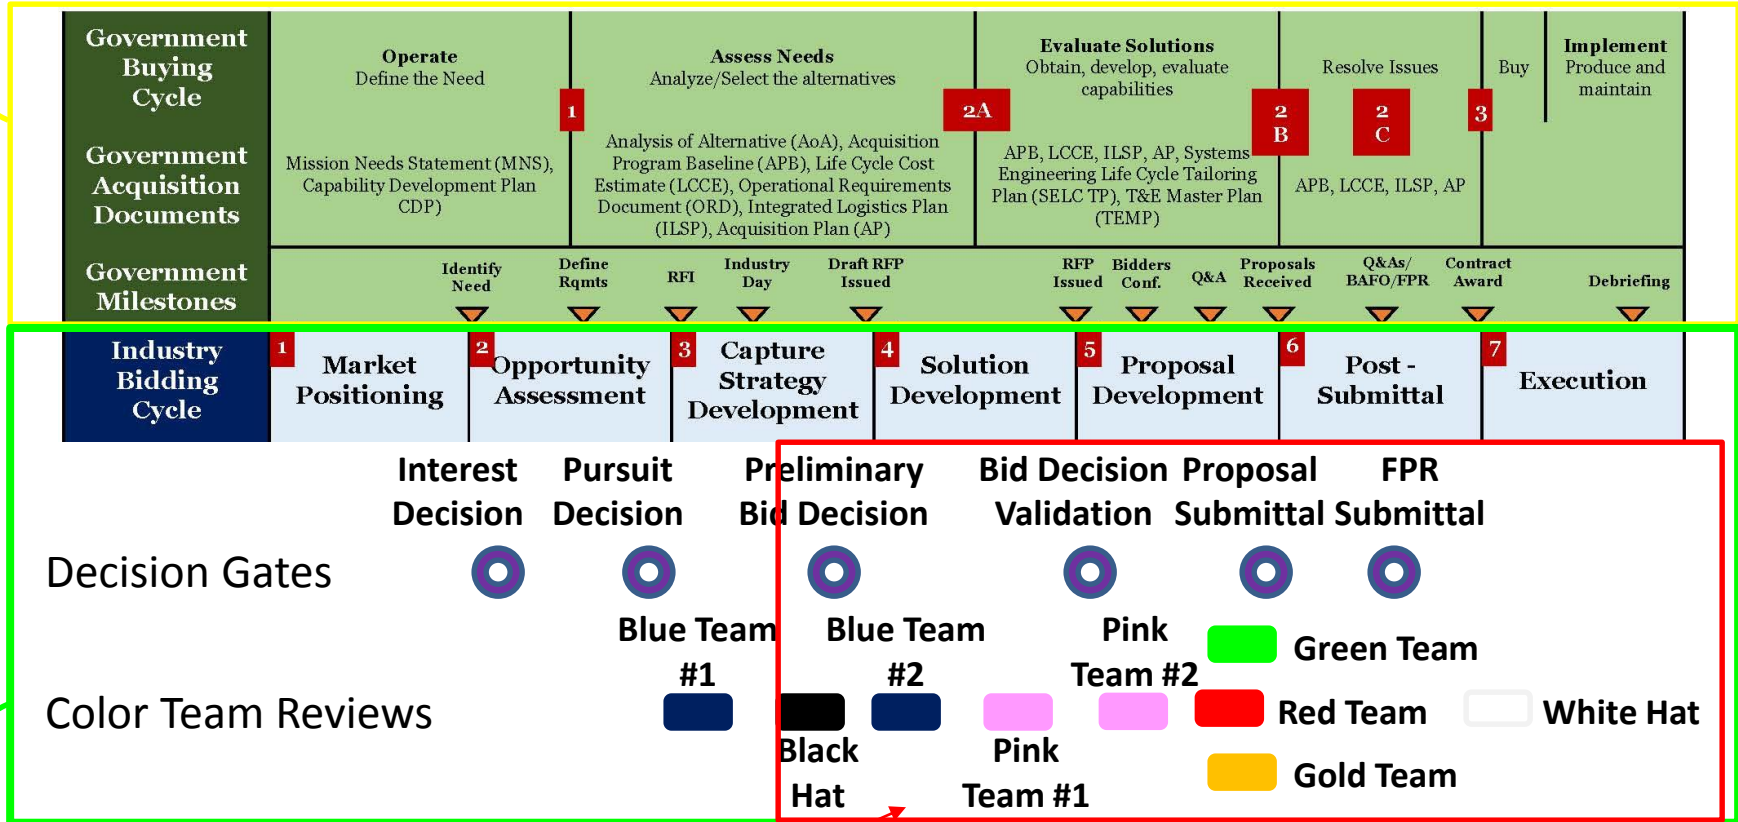 Government
Buying
Cycle
Operate
Define the Need
Assess Needs
Analyze/Select the alternatives
Evaluate Solutions
Obtain, develop, evaluate
capabilities
Resolve Issues
Buy
Implement
Produce and
maintain
1
2A
2
B
2
C
3
Government
Acquisition
Documents
Mission Needs Statement (MNS),
Capability Development Plan
CDP)
Analysis of Alternative (AoA), Acquisition
Program Baseline (APB), Life Cycle Cost
Estimate (LCCE), Operational Requirements
Document (ORD), Integrated Logistics Plan
(ILSP), Acquisition Plan (AP)
APB, LCCE, ILSP, AP, Systems
Engineering Life Cycle Tailoring
Plan (SELC TP), T&E Master Plan
(TEMP)
APB, LCCE, ILSP, AP
Government
Milestones
Identify
Need
Define
Rqmts
RFI
Industry
Day
Draft RFP
Issued
RFP
Issued
Bidders
Conf.
Q&A
Proposals
Received
Q&As/
BAFO/FPR
Contract
Award
Debriefing
Industry
Bidding
Cycle
1
Market
Positioning
2
Opportunity
Assessment
3
Capture
Strategy
Development
4
Solution
Development
5
Proposal
Development
6
Post -
Submittal
7
Execution
Interest
Decision
Pursuit
Decision
Preliminary
Bid Decision
Bid Decision
Validation
Proposal
Submittal
FPR
Submittal
Decision Gates
Blue Team
#1
Blue Team
#2
Pink
Team #2
Green Team
Color Team Reviews
Red Team
White Hat
Black
Hat
Pink
Team #1
Gold Team